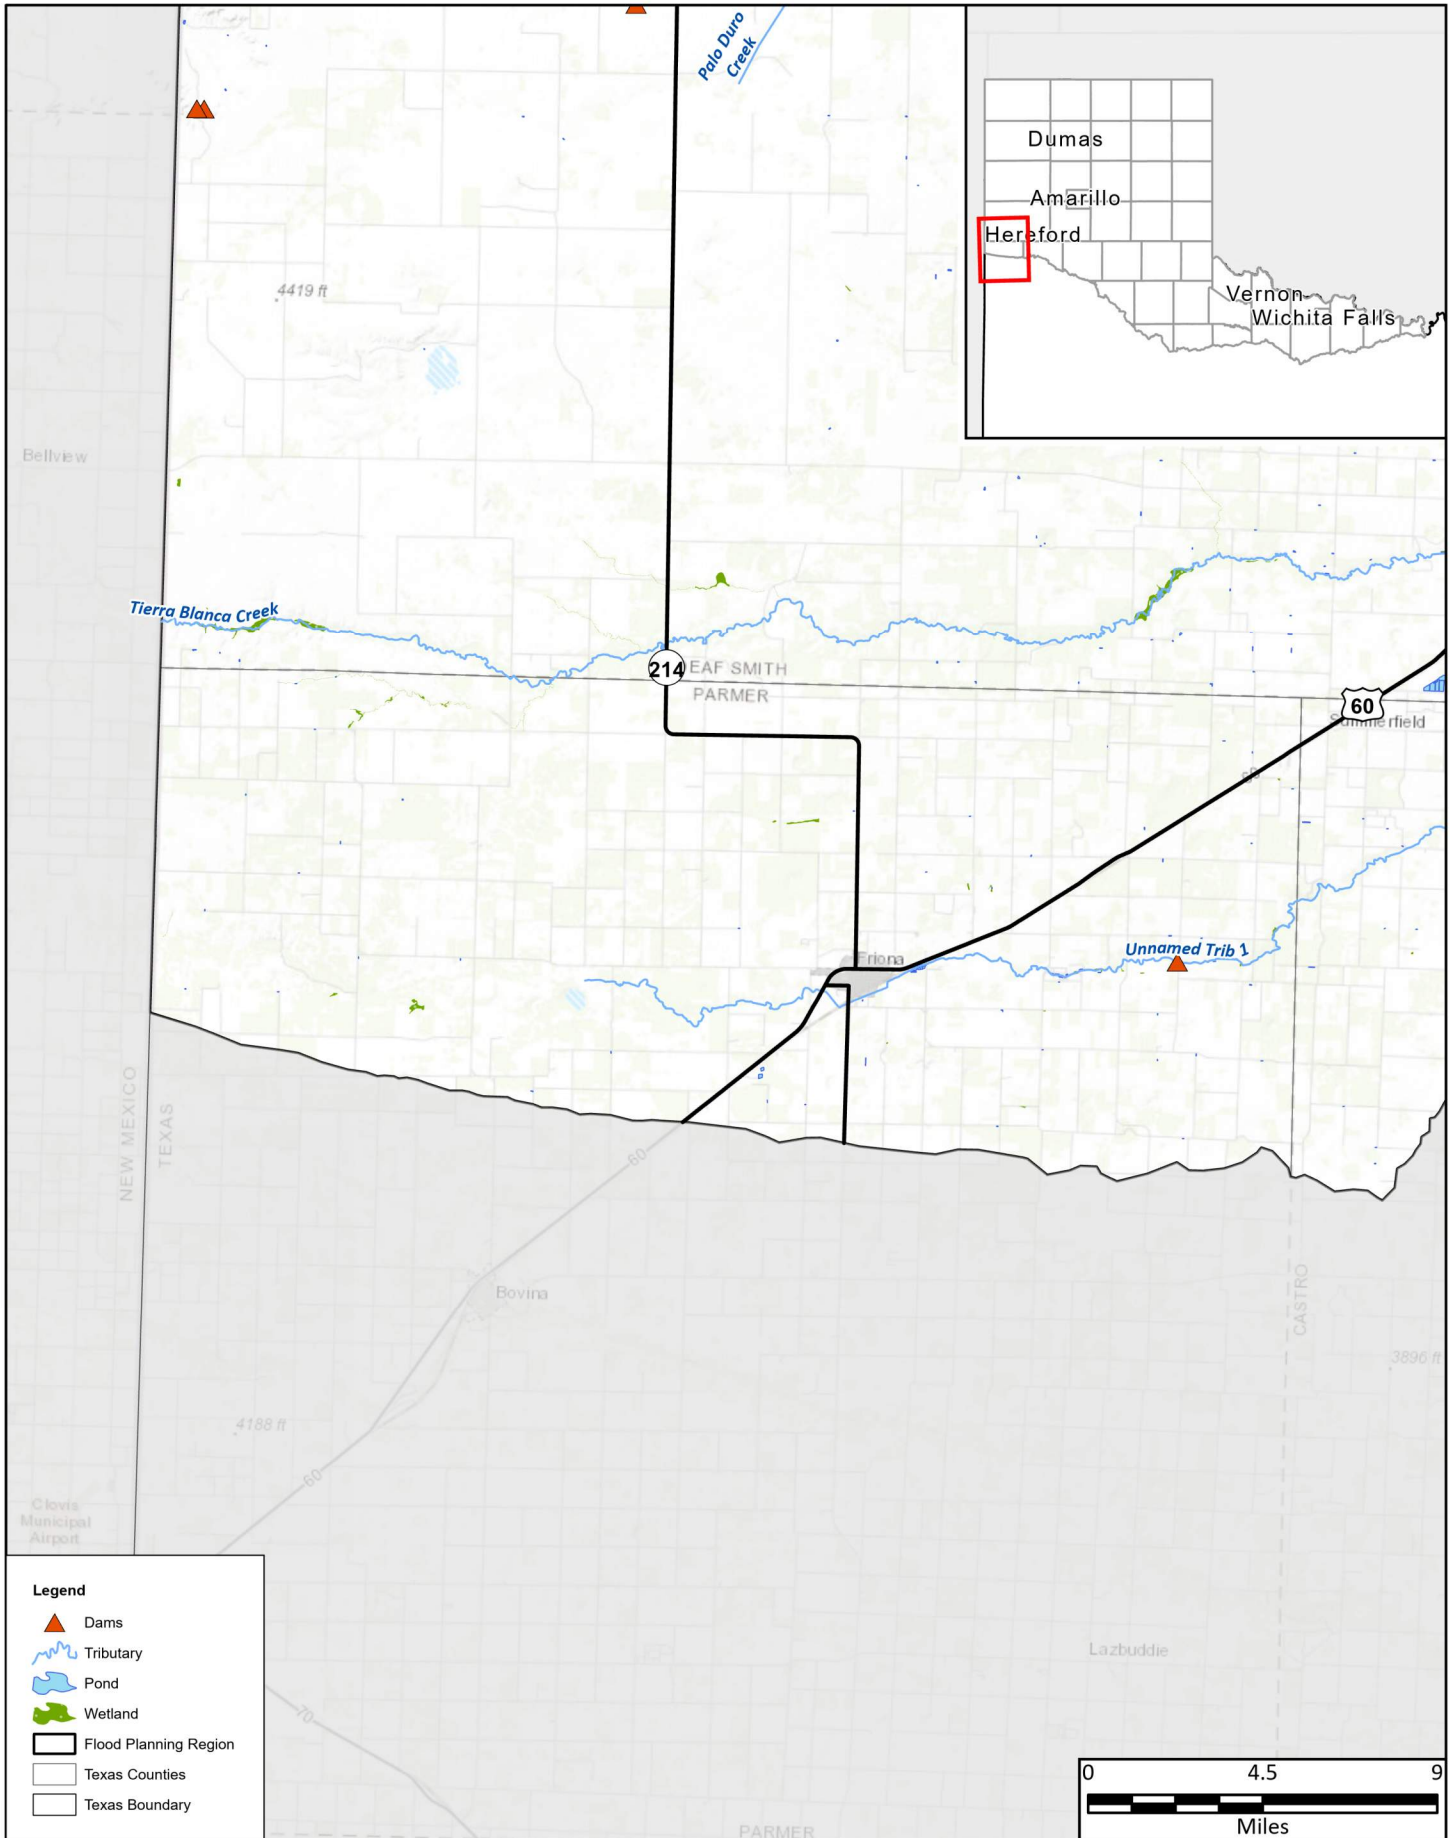 Palo Duro
Creek
Dumas
Amarillo
Hereford
Vernon
Wichita Falls
4419 ft
Bellview
Tierra Blanca Creek
214
EAF SMITH
PARMER
60
Summerfield
Unnamed Trib 1
Friona
NEW MEXICO
TEXAS
60
Bovina
CASTRO
3896 ft
4188 ft
60
Clovis
Municipal
Airport
Lazbuddie
70
PARMER
Legend
Dams
Tributary
Pond
Wetland
Flood Planning Region
Texas Counties
Texas Boundary
0 4.5 9
Miles